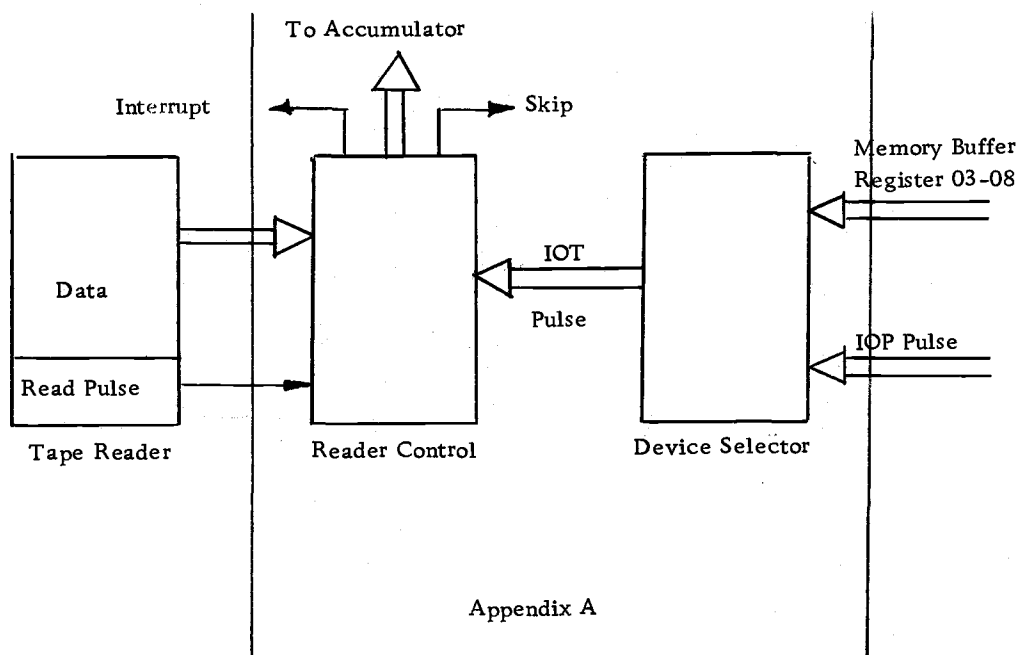 To Accumulator
Interrupt
Skip
Memory Buffer
Register 03-08
IOT
Data
Pulse
IOP Pulse
Read Pulse
Tape Reader
Reader Control
Device Selector
Appendix A